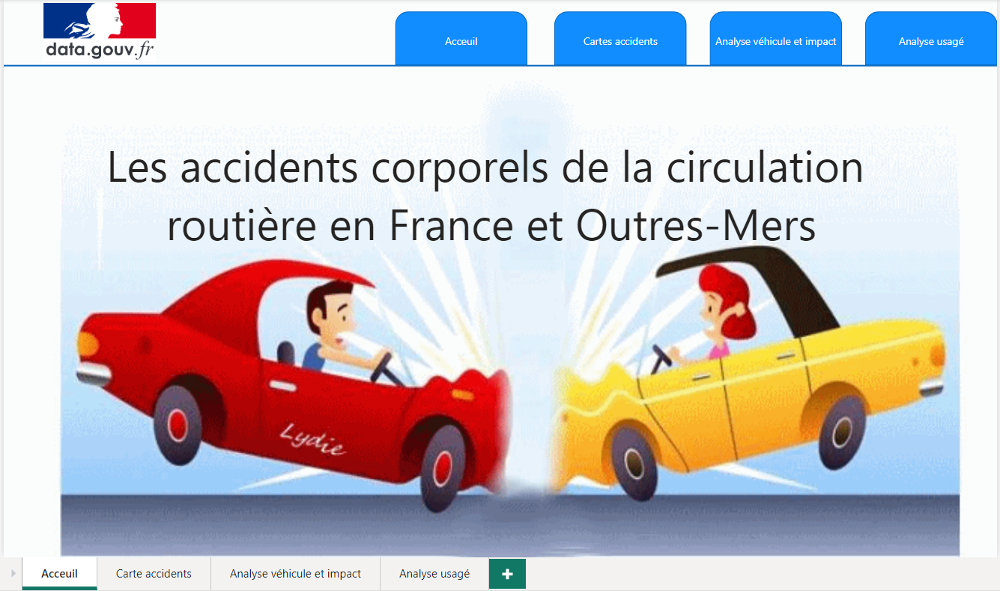 data.gouv.fr
Acceuil
Cartes accidents
Analyse véhicule et impact
Analyse usagé
Les accidents corporels de la circulation
routière en France et Outres-Mers
Lydie
Acceuil
Carte accidents
Analyse véhicule et impact
Analyse usagé